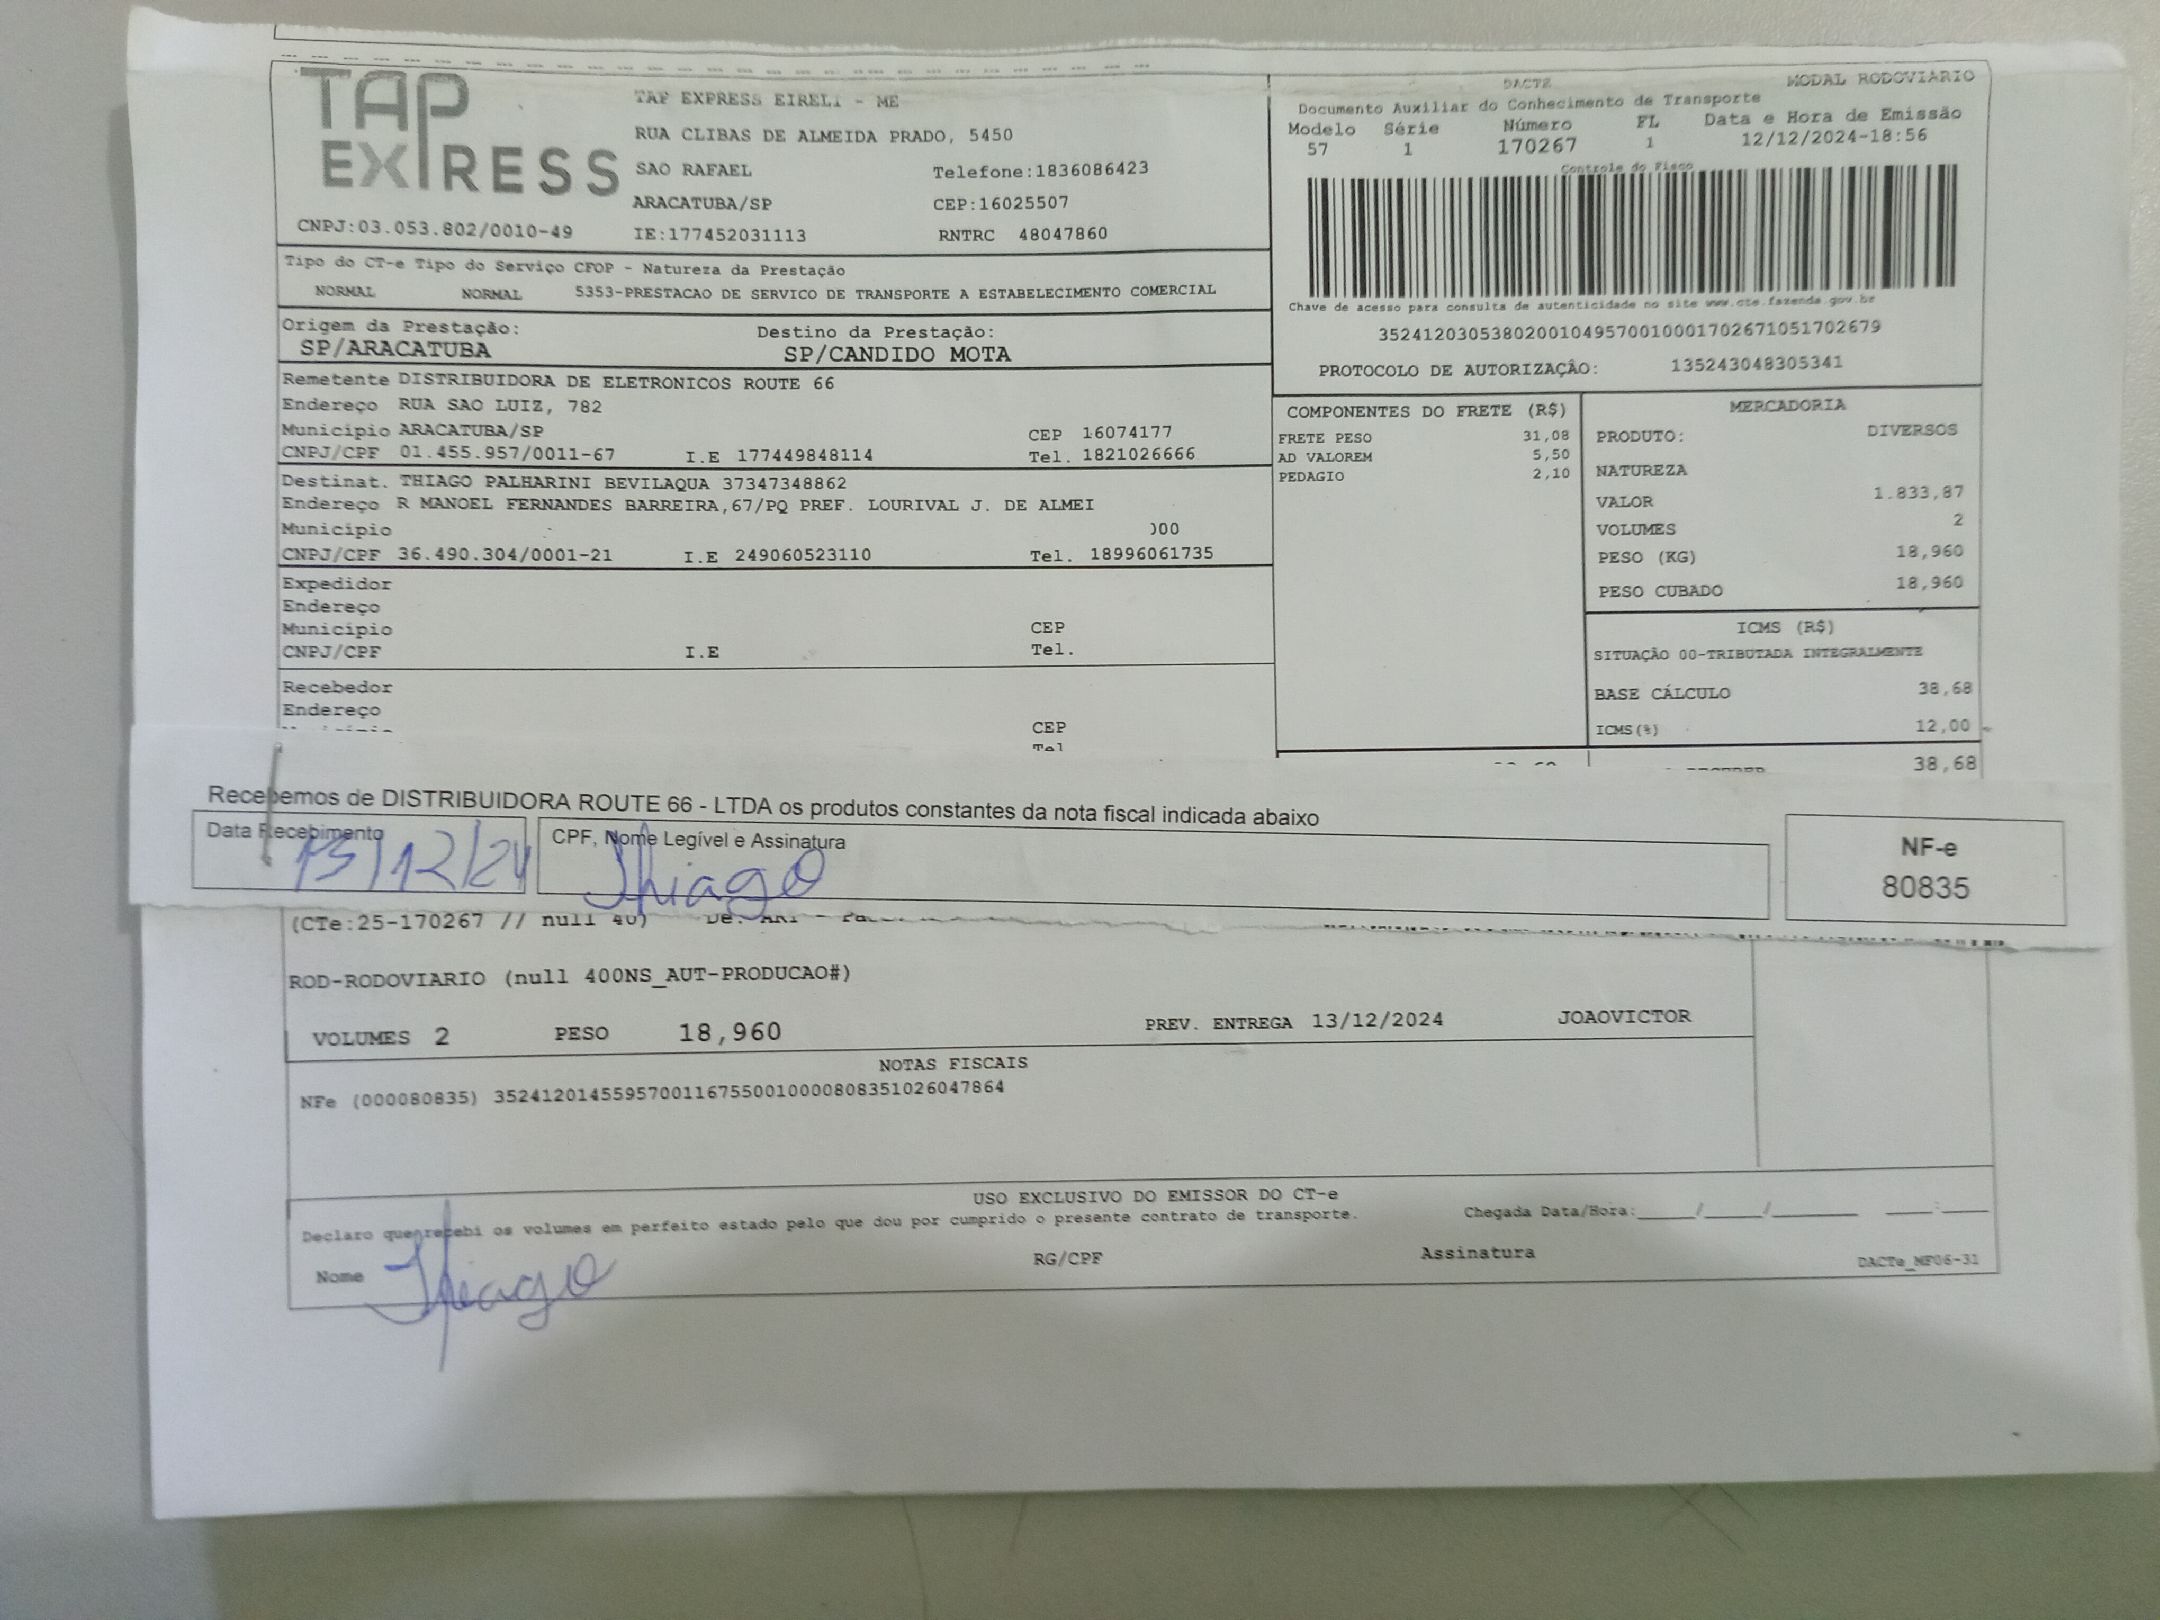 TAP
EXPRESS
CNPJ:03.053.802/0010-49
TAP EXPRESS EIRELI - ME
RUA CLIBAS DE ALMEIDA PRADO, 5450
SAO RAFAEL Telefone:1836086423
ARACATUBA/SP CEP:16025507
IE:177452031113 RNTRC 48047860
DACTE MODAL RODOVIARIO
Documento Auxiliar do Conhecimento de Transporte
Modelo Série Número FL Data e Hora de Emissão
57 1 170267 1 12/12/2024-18:56
Controle do Fisco
Chave de acesso para consulta de autenticidade no site www.cte.fazenda.gov.br
35241203053802001049570010001702671051702679
PROTOCOLO DE AUTORIZAÇÃO: 135243048305341
Tipo do CT-e Tipo do Serviço CFOP - Natureza da Prestação
NORMAL NORMAL 5353-PRESTACAO DE SERVICO DE TRANSPORTE A ESTABELECIMENTO COMERCIAL
Origem da Prestação: Destino da Prestação:
SP/ARACATUBA SP/CANDIDO MOTA
Remetente DISTRIBUIDORA DE ELETRONICOS ROUTE 66
Endereço RUA SAO LUIZ, 782
Município ARACATUBA/SP CEP 16074177
CNPJ/CPF 01.455.957/0011-67 I.E 177449848114 Tel. 1821026666
Destinat. THIAGO PALHARINI BEVILAQUA 37347348862
Endereço R MANOEL FERNANDES BARREIRA,67/PQ PREF. LOURIVAL J. DE ALMEI
Município 000
CNPJ/CPF 36.490.304/0001-21 I.E 249060523110 Tel. 18996061735
Expedidor
Endereço
Município CEP
CNPJ/CPF I.E Tel.
Recebedor
Endereço
CEP
Tel
COMPONENTES DO FRETE (R$)
FRETE PESO 31,08
AD VALOREM 5,50
PEDAGIO 2,10
MERCADORIA
PRODUTO: DIVERSOS
NATUREZA
VALOR 1.833,87
VOLUMES 2
PESO (KG) 18,960
PESO CUBADO 18,960
ICMS (R$)
SITUAÇÃO 00-TRIBUTADA INTEGRALMENTE
BASE CÁLCULO 38,68
ICMS(%) 12,00
38,68
Recebemos de DISTRIBUIDORA ROUTE 66 - LTDA os produtos constantes da nota fiscal indicada abaixo
Data Recebimento CPF, Nome Legível e Assinatura
13/12/24 Thiago
NF-e
80835
(CTe:25-170267 // null 40) De:
ROD-RODOVIARIO (null 400NS_AUT-PRODUCAO#)
VOLUMES 2 PESO 18,960 PREV. ENTREGA 13/12/2024 JOAOVICTOR
NOTAS FISCAIS
NFe (000080835) 35241201455957001167550010000808351026047864
USO EXCLUSIVO DO EMISSOR DO CT-e
Declaro que recebi os volumes em perfeito estado pelo que dou por cumprido o presente contrato de transporte. Chegada Data/Hora:____/____/______ ___:___
Nome Thiago RG/CPF Assinatura DACTe_MF06-31